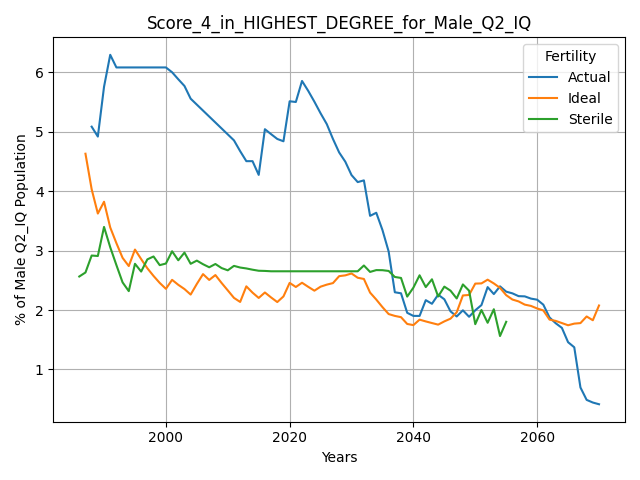 Score_4_in_HIGHEST_DEGREE_for_Male_Q2_IQ
% of Male Q2_IQ Population
6
5
4
3
2
1
Fertility
Actual
Ideal
Sterile
2000
2020
2040
2060
Years